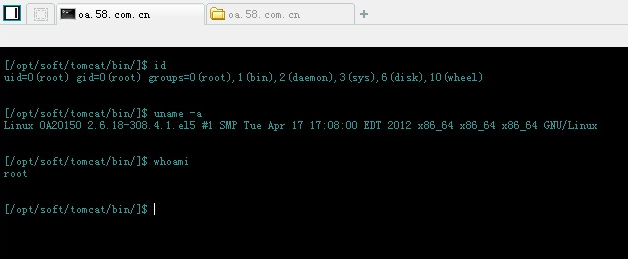 oa.58.com.cn
oa.58.com.cn
[/opt/soft/tomcat/bin/]$ id
uid=0(root) gid=0(root) groups=0(root),1(bin),2(daemon),3(sys),6(disk),10(wheel)
[/opt/soft/tomcat/bin/]$ uname -a
Linux OA20150 2.6.18-308.4.1.el5 #1 SMP Tue Apr 17 17:08:00 EDT 2012 x86_64 x86_64 x86_64 GNU/Linux
[/opt/soft/tomcat/bin/]$ whoami
root
[/opt/soft/tomcat/bin/]$